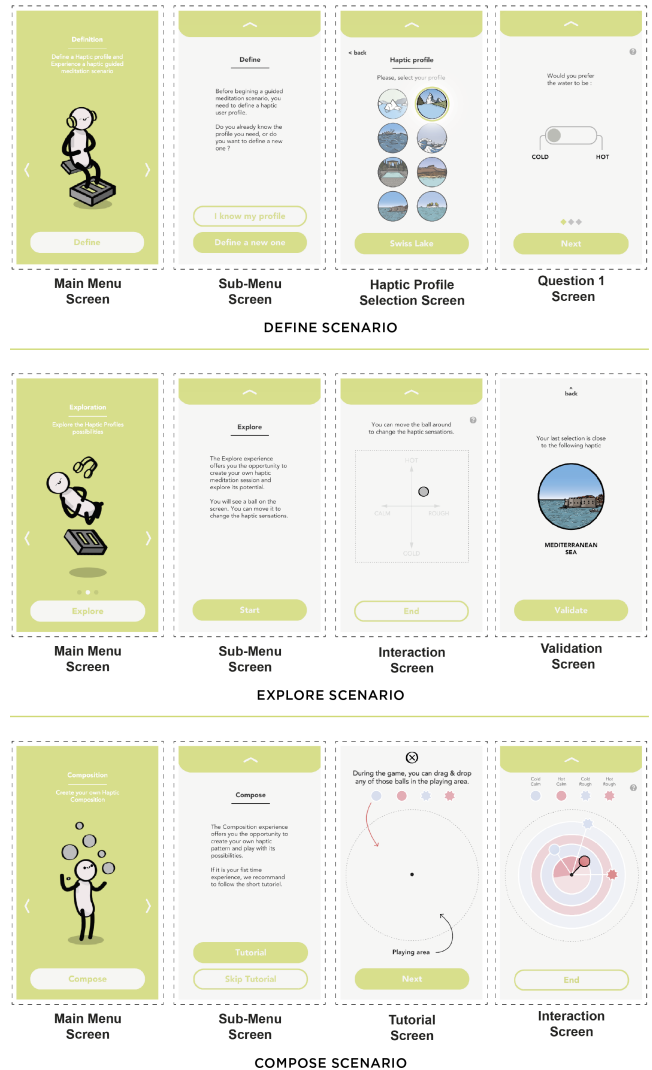 Definition
Define a Haptic profile and
Experience a haptic guided
meditation scenario
Define
Main Menu
Screen
Define
Before begining a guided
meditation scenario, you
need to define a haptic
user profile.
Do you already know the
profile you need, or do
you want to define a new
one ?
I know my profile
Define a new one
Sub-Menu
Screen
< back
Haptic profile
Please, select your profile
Swiss Lake
Haptic Profile
Selection Screen
?
Would you prefer
the water to be :
COLD
HOT
Next
Question 1
Screen
DEFINE SCENARIO
Exploration
Explore the Haptic Profiles
possibilities
Explore
Main Menu
Screen
Explore
The Explore experience
offers you the opportunity to
create your own haptic
meditation session and
explore its potential.
You will see a ball on the
screen. You can move it to
change the haptic sensations.
Start
Sub-Menu
Screen
?
You can move the ball around
to change the haptic sensations.
HOT
CALM
ROUGH
COLD
End
Interaction
Screen
back
Your last selection is close
to the following haptic
MEDITERRANEAN
SEA
Validate
Validation
Screen
EXPLORE SCENARIO
Composition
Create your own Haptic
Composition
Compose
Main Menu
Screen
Compose
The Composition experience
offers you the opportunity to
create your own haptic
pattern and play with its
possibilities.
If it is your fist time
experience, we recommand
to follow the short tutoriel.
Tutorial
Skip Tutorial
Sub-Menu
Screen
During the game, you can drag & drop
any of those balls in the playing area.
Playing area
Next
Tutorial
Screen
Cold
Calm
Hot
Calm
Cold
Rough
Hot
Rough
?
End
Interaction
Screen
COMPOSE SCENARIO